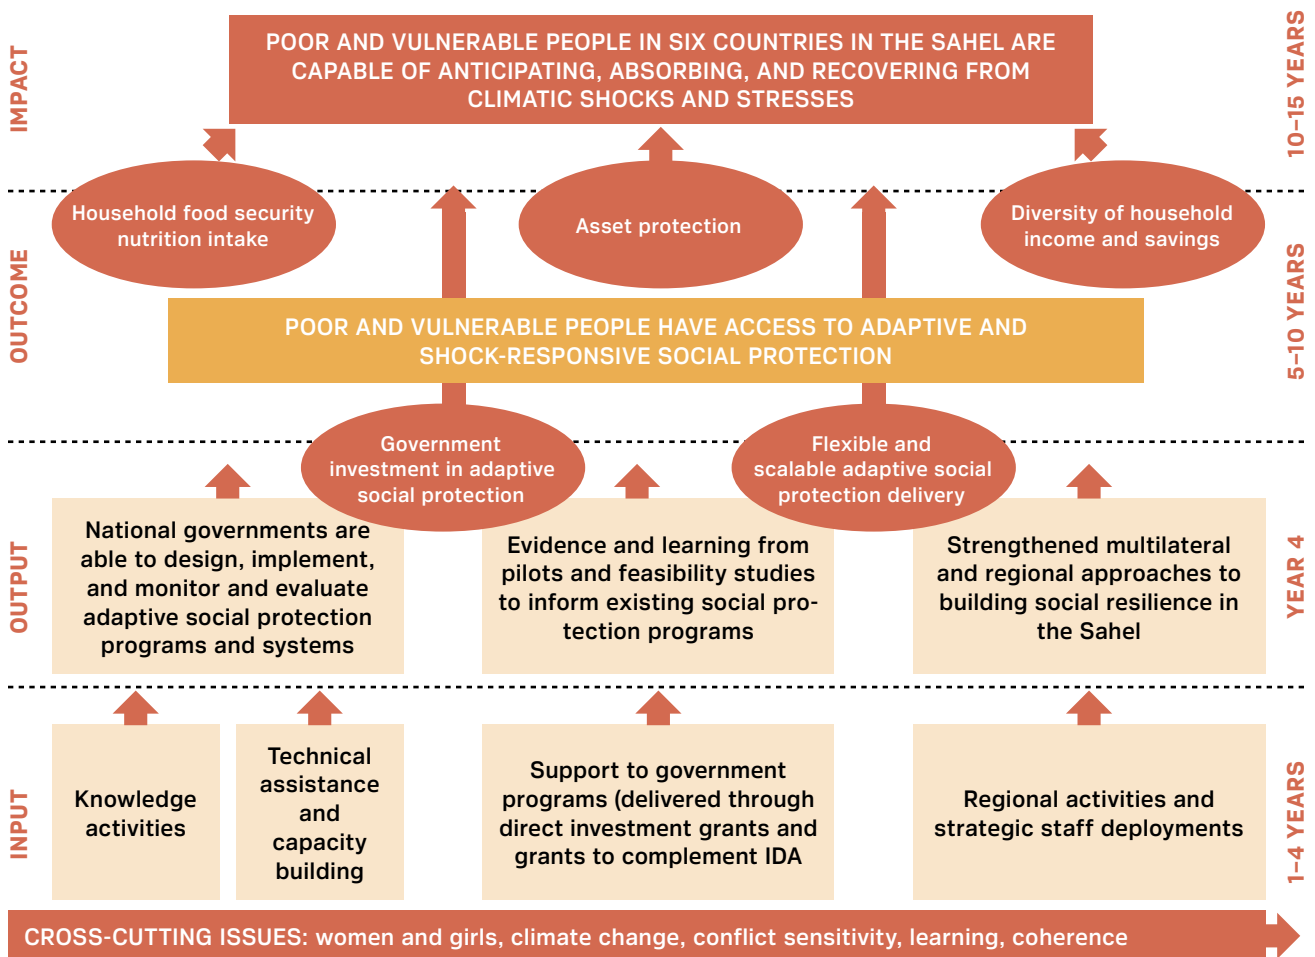 IMPACT
10–15 YEARS
POOR AND VULNERABLE PEOPLE IN SIX COUNTRIES IN THE SAHEL ARE
CAPABLE OF ANTICIPATING, ABSORBING, AND RECOVERING FROM
CLIMATIC SHOCKS AND STRESSES
Household food security
nutrition intake
Asset protection
Diversity of household
income and savings
OUTCOME
5–10 YEARS
POOR AND VULNERABLE PEOPLE HAVE ACCESS TO ADAPTIVE AND
SHOCK-RESPONSIVE SOCIAL PROTECTION
Government
investment in adaptive
social protection
Flexible and
scalable adaptive social
protection delivery
OUTPUT
YEAR 4
National governments are
able to design, implement,
and monitor and evaluate
adaptive social protection
programs and systems
Evidence and learning from
pilots and feasibility studies
to inform existing social pro-
tection programs
Strengthened multilateral
and regional approaches to
building social resilience in
the Sahel
INPUT
1–4 YEARS
Knowledge
activities
Technical
assistance
and
capacity
building
Support to government
programs (delivered through
direct investment grants and
grants to complement IDA
Regional activities and
strategic staff deployments
CROSS-CUTTING ISSUES: women and girls, climate change, conflict sensitivity, learning, coherence